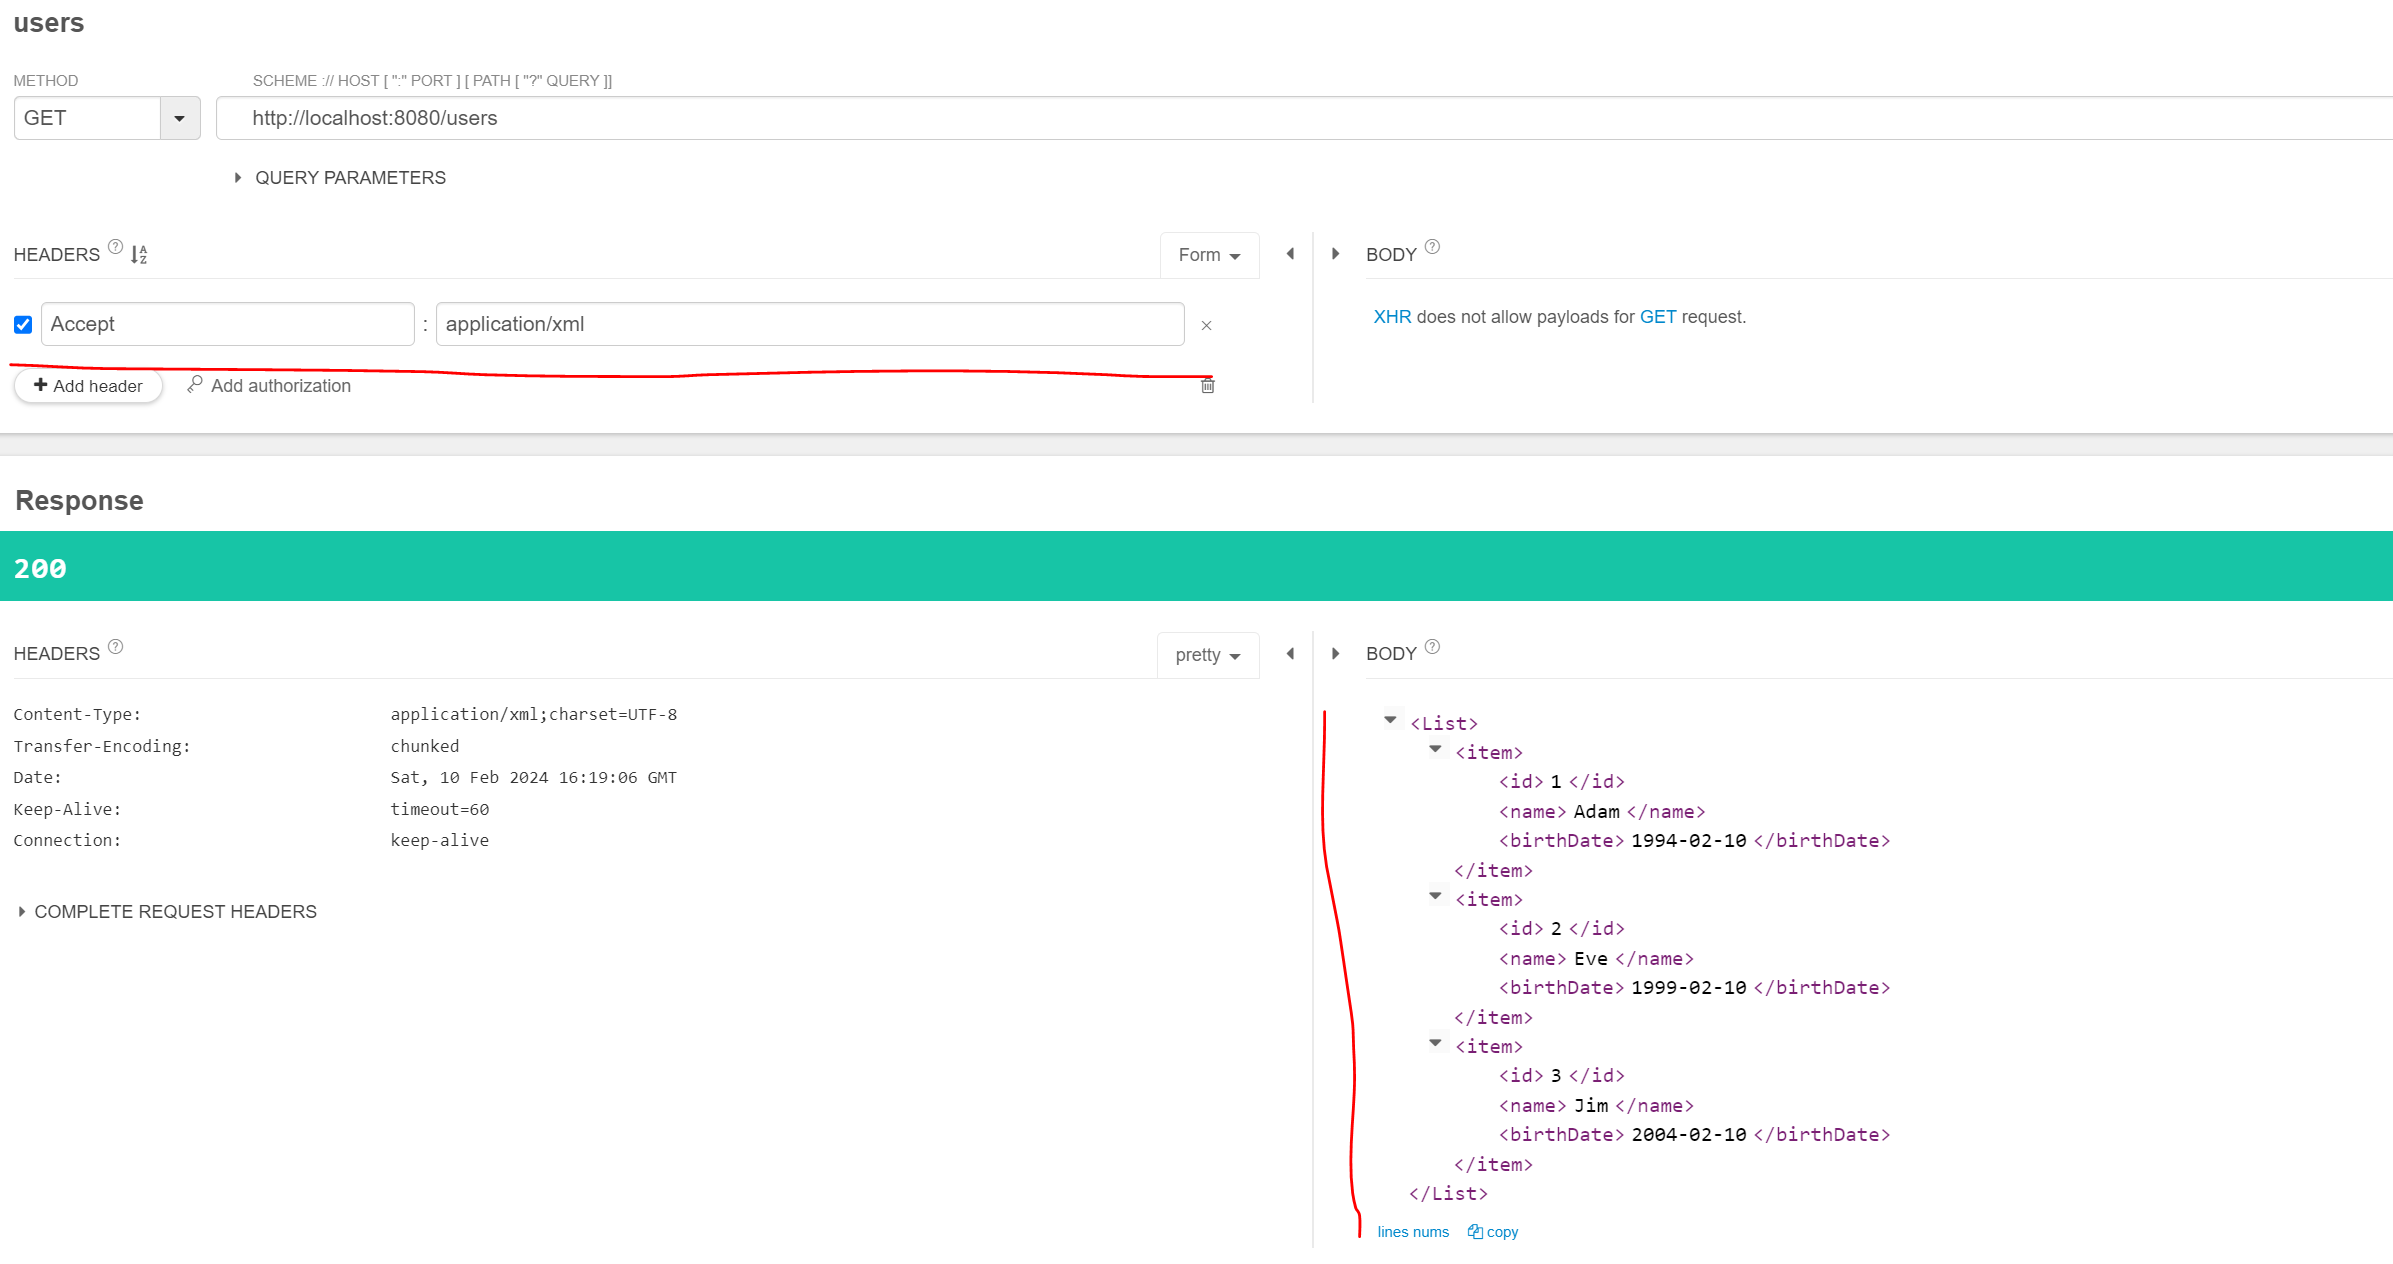 users
METHOD
SCHEME :// HOST [ ":" PORT ] [ PATH [ "?" QUERY ]]
GET
http://localhost:8080/users
QUERY PARAMETERS
HEADERS ? A Z
Form
BODY ?
Accept : application/xml ×
XHR does not allow payloads for GET request.
+ Add header Add authorization
Response
200
HEADERS ?
pretty
BODY ?
Content-Type: application/xml;charset=UTF-8
Transfer-Encoding: chunked
Date: Sat, 10 Feb 2024 16:19:06 GMT
Keep-Alive: timeout=60
Connection: keep-alive
COMPLETE REQUEST HEADERS
<List>
<item>
<id> 1 </id>
<name> Adam </name>
<birthDate> 1994-02-10 </birthDate>
</item>
<item>
<id> 2 </id>
<name> Eve </name>
<birthDate> 1999-02-10 </birthDate>
</item>
<item>
<id> 3 </id>
<name> Jim </name>
<birthDate> 2004-02-10 </birthDate>
</item>
</List>
lines nums copy